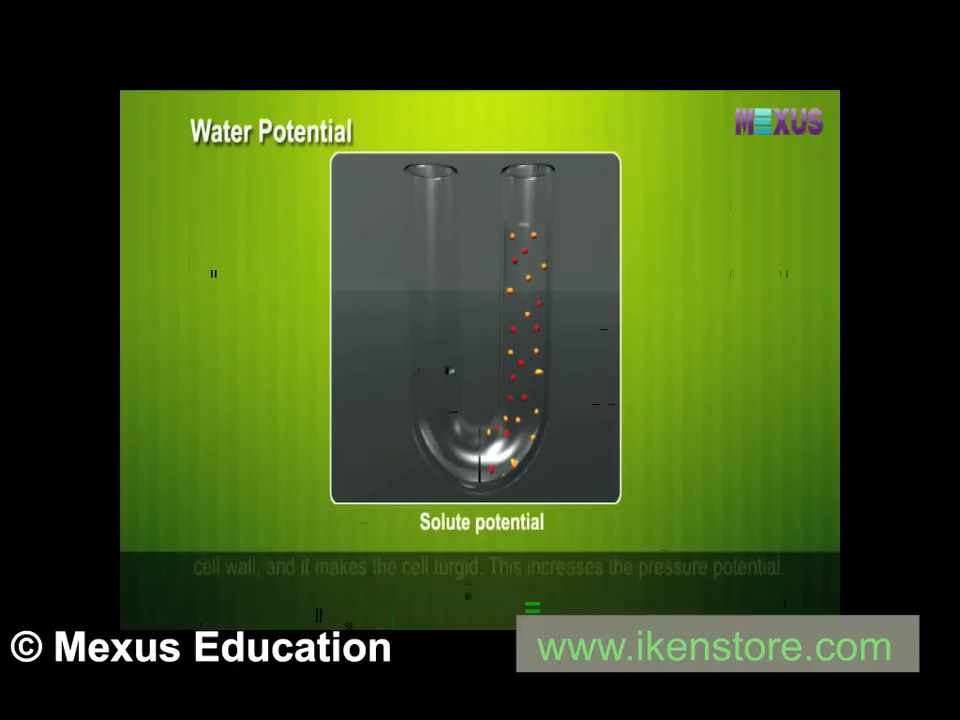 Water Potential
MEXUS
Solute potential
cell wall, and it makes the cell turgid. This increases the pressure potential.
© Mexus Education
www.ikenstore.com